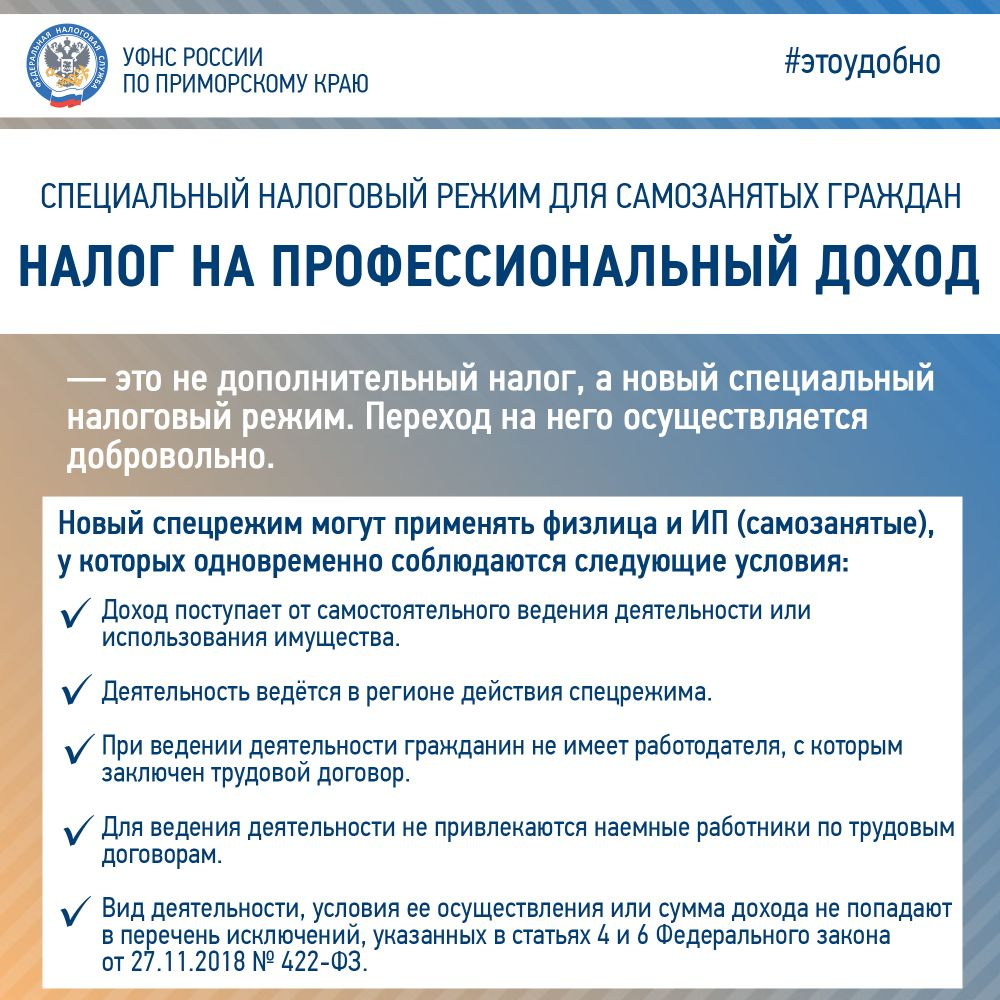 ФЕДЕРАЛЬНАЯ НАЛОГОВАЯ СЛУЖБА
УФНС РОССИИ
ПО ПРИМОРСКОМУ КРАЮ
#этоудобно
СПЕЦИАЛЬНЫЙ НАЛОГОВЫЙ РЕЖИМ ДЛЯ САМОЗАНЯТЫХ ГРАЖДАН
НАЛОГ НА ПРОФЕССИОНАЛЬНЫЙ ДОХОД
— это не дополнительный налог, а новый специальный
налоговый режим. Переход на него осуществляется
добровольно.
Новый спецрежим могут применять физлица и ИП (самозанятые),
у которых одновременно соблюдаются следующие условия:
Доход поступает от самостоятельного ведения деятельности или
использования имущества.
Деятельность ведётся в регионе действия спецрежима.
При ведении деятельности гражданин не имеет работодателя, с которым
заключен трудовой договор.
Для ведения деятельности не привлекаются наемные работники по трудовым
договорам.
Вид деятельности, условия ее осуществления или сумма дохода не попадают
в перечень исключений, указанных в статьях 4 и 6 Федерального закона
от 27.11.2018 № 422-ФЗ.